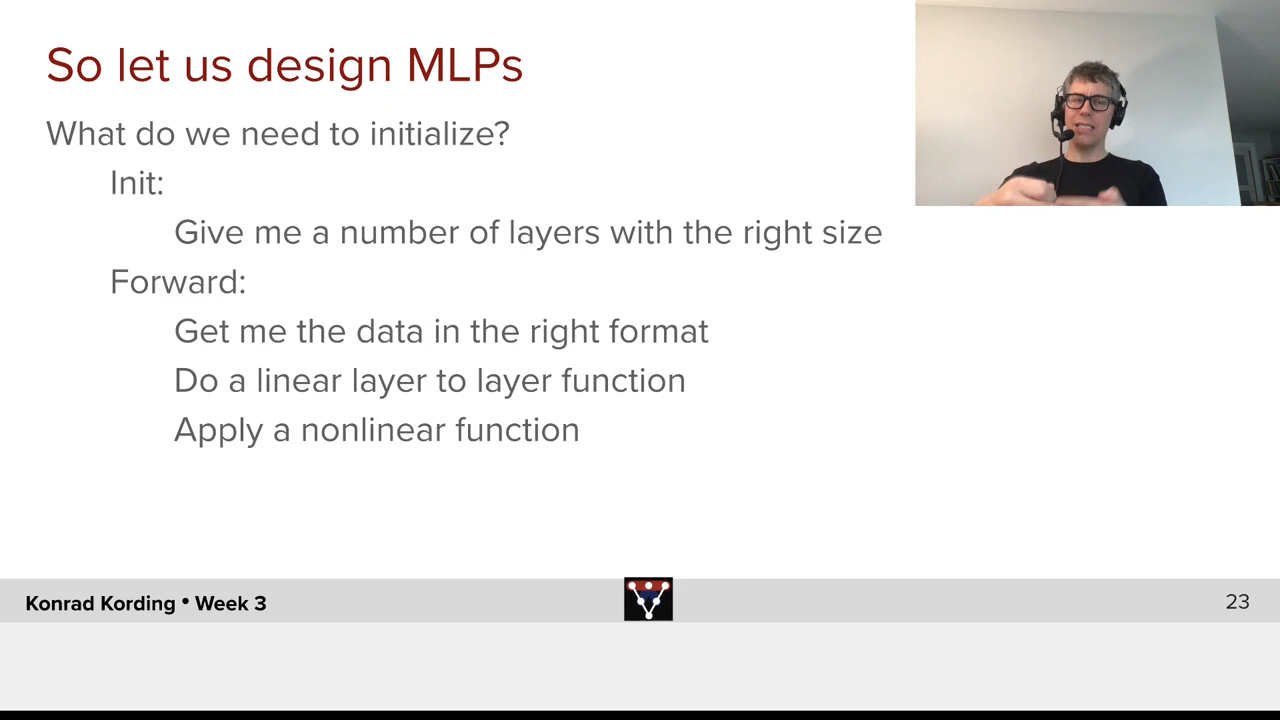 So let us design MLPs
What do we need to initialize?
Init:
Give me a number of layers with the right size
Forward:
Get me the data in the right format
Do a linear layer to layer function
Apply a nonlinear function
Konrad Kording • Week 3
23